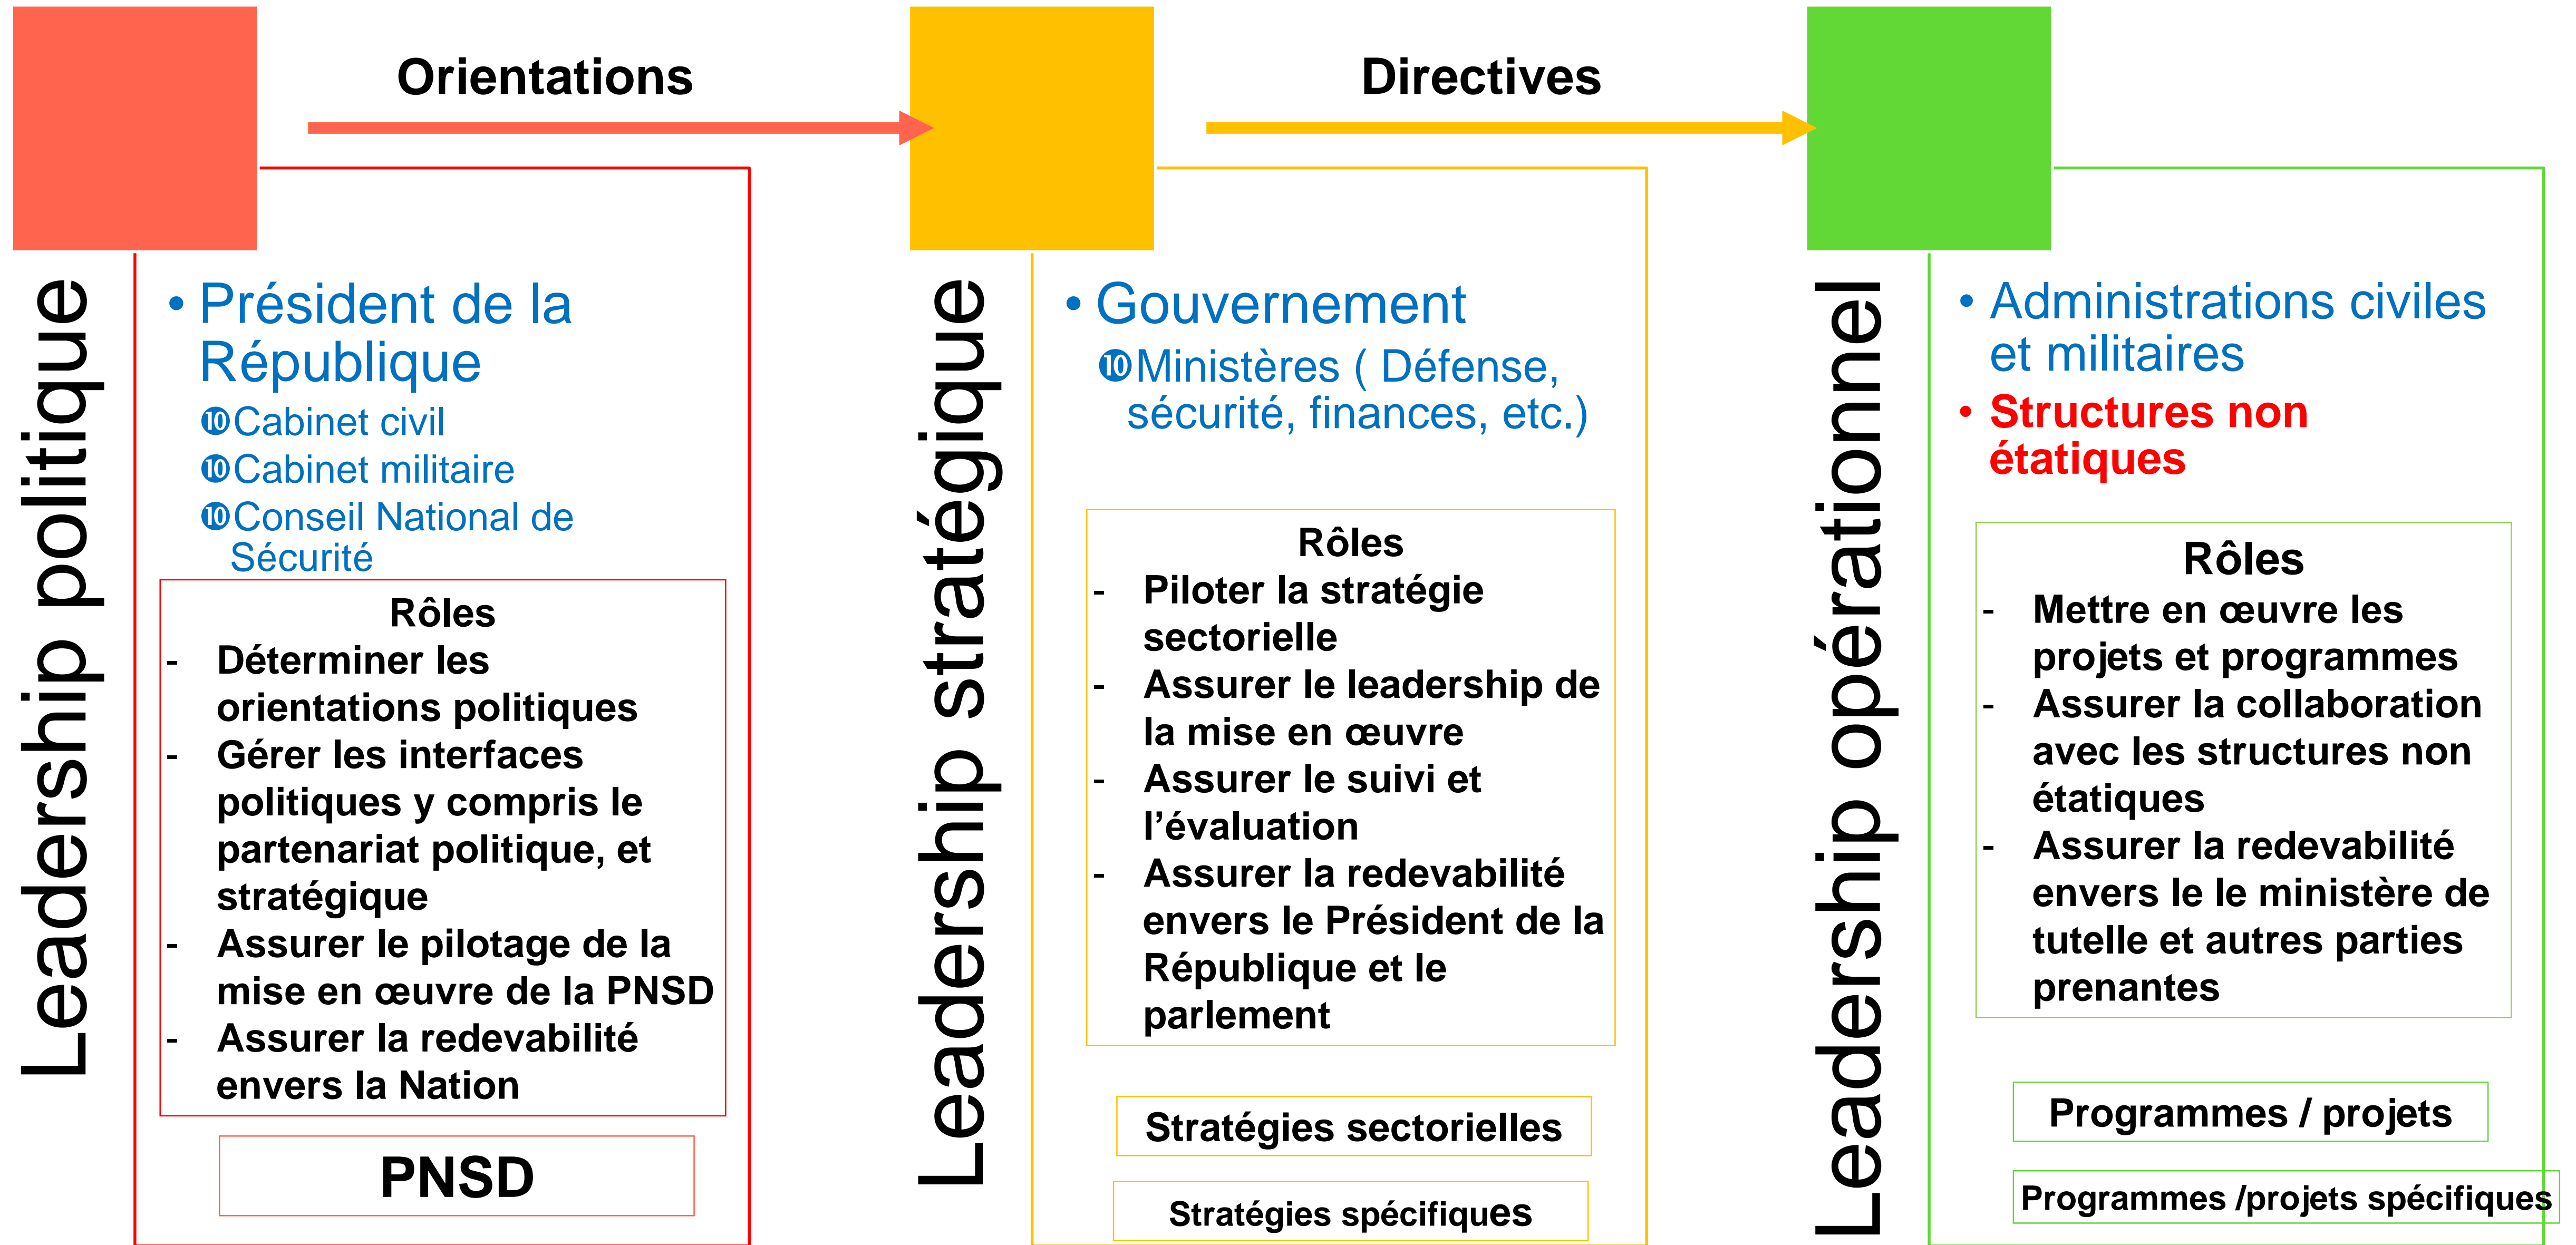 Orientations
Directives
Leadership politique
• Président de la
République
❿Cabinet civil
❿Cabinet militaire
❿Conseil National de
Sécurité
Rôles
- Déterminer les
orientations politiques
- Gérer les interfaces
politiques y compris le
partenariat politique, et
stratégique
- Assurer le pilotage de la
mise en œuvre de la PNSD
- Assurer la redevabilité
envers la Nation
PNSD
Leadership stratégique
• Gouvernement
❿Ministères ( Défense,
sécurité, finances, etc.)
Rôles
- Piloter la stratégie
sectorielle
- Assurer le leadership de
la mise en œuvre
- Assurer le suivi et
l’évaluation
- Assurer la redevabilité
envers le Président de la
République et le
parlement
Stratégies sectorielles
Stratégies spécifiques
Leadership opérationnel
• Administrations civiles
et militaires
• Structures non
étatiques
Rôles
- Mettre en œuvre les
projets et programmes
- Assurer la collaboration
avec les structures non
étatiques
- Assurer la redevabilité
envers le le ministère de
tutelle et autres parties
prenantes
Programmes / projets
Programmes /projets spécifiques